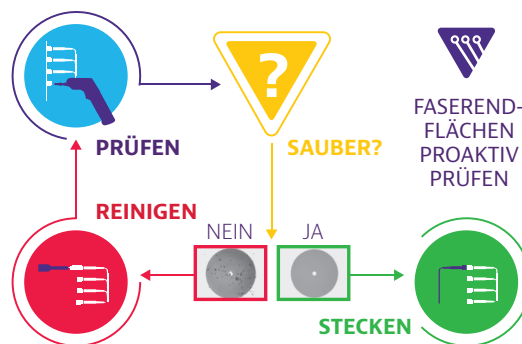 ?
FASEREND-
FLÄCHEN
PROAKTIV
PRÜFEN
PRÜFEN
SAUBER?
REINIGEN
NEIN
JA
STECKEN